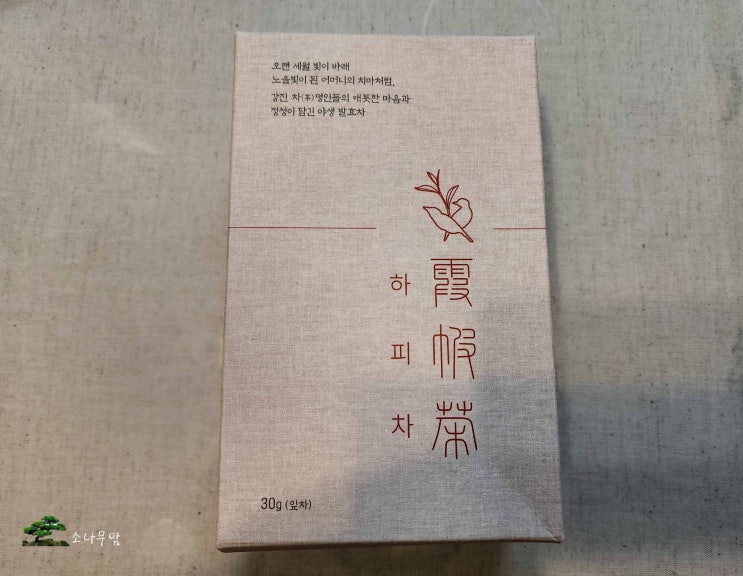 오랜 세월 빛이 바래
노을빛이 된 어머니의 치마처럼,
강진 차(茶)명인들의 애틋한 마음과
정성이 담긴 야생 발효차
霞帔茶
하피차
30g (잎차)
소나무맘